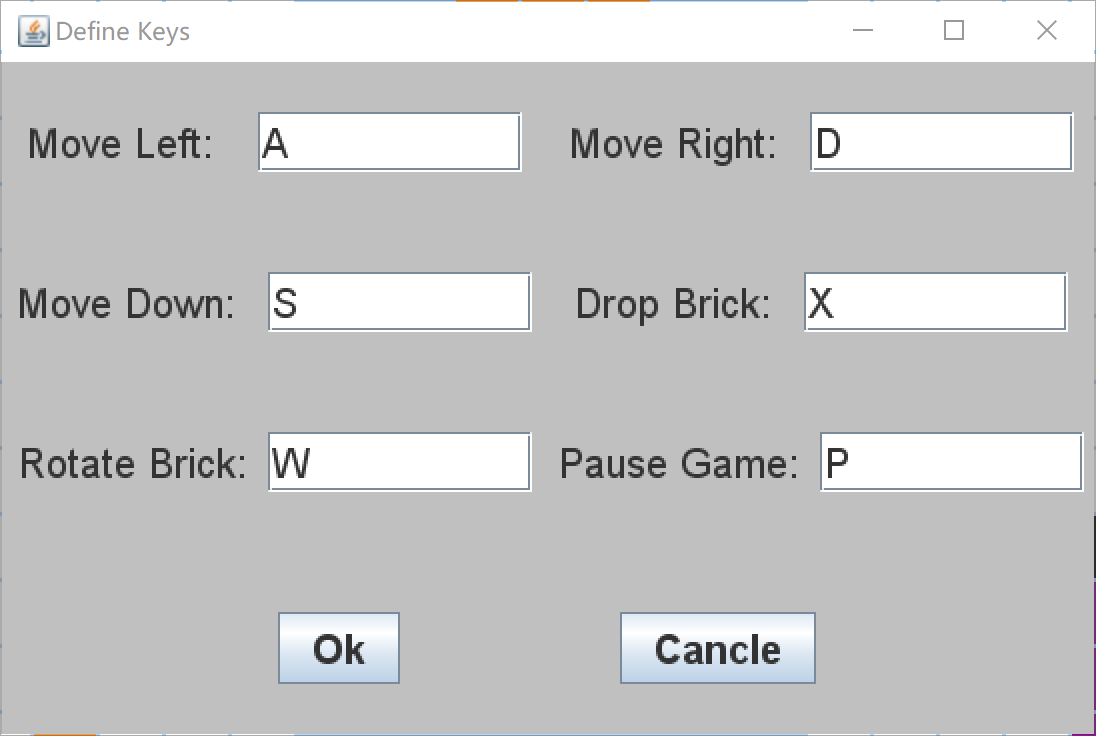 Define Keys
Move Left: A Move Right: D
Move Down: S Drop Brick: X
Rotate Brick: W Pause Game: P
Ok Cancle